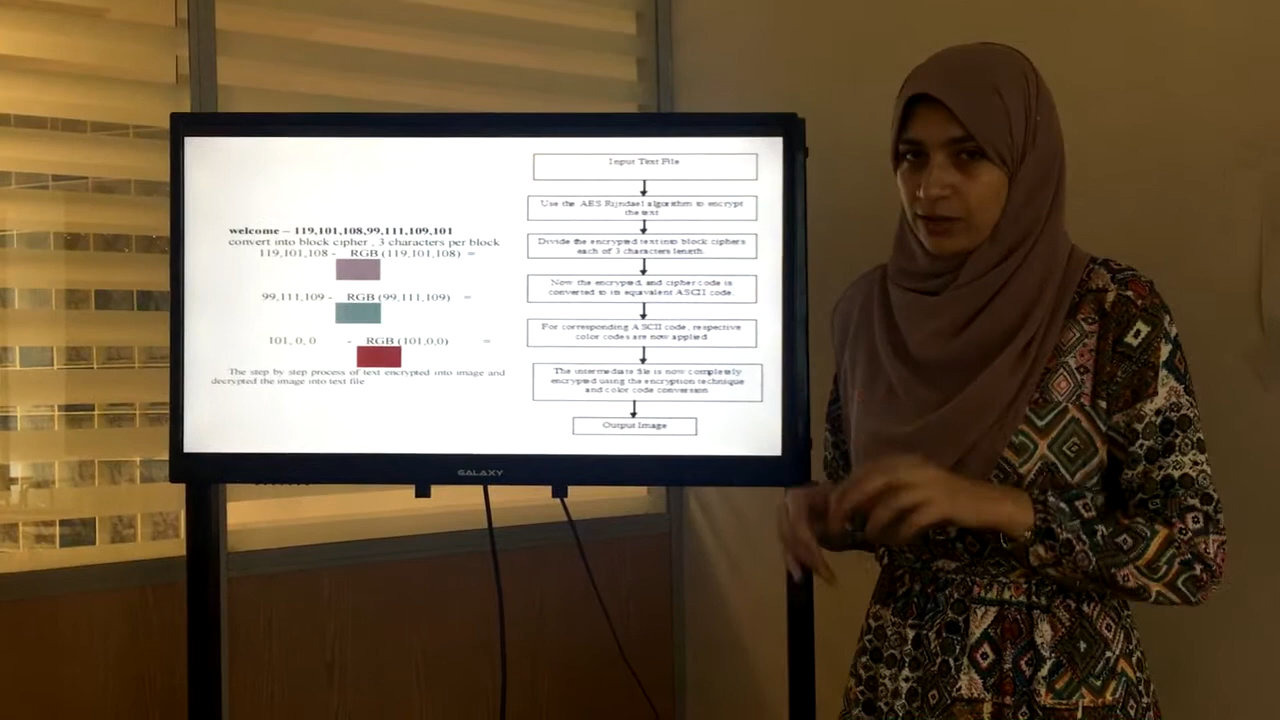 welcome – 119,101,108,99,111,109,101
convert into block cipher , 3 characters per block
119,101,108 - RGB (119,101,108) =
99,111,109 - RGB (99,111,109) =
101, 0, 0 - RGB (101,0,0) =
The step by step process of text encrypted into image and
decrypted the image into text file
Input Text File
Use the AES Rijndael algorithm to encrypt
the text
Divide the encrypted text into block ciphers
each of 3 characters length.
Now the encrypted, and cipher code is
converted to its equivalent ASCII code.
For corresponding ASCII code, respective
color codes are now applied
The intermediate file is now completely
encrypted using the encryption technique
and color code conversion
Output Image
GALAXY